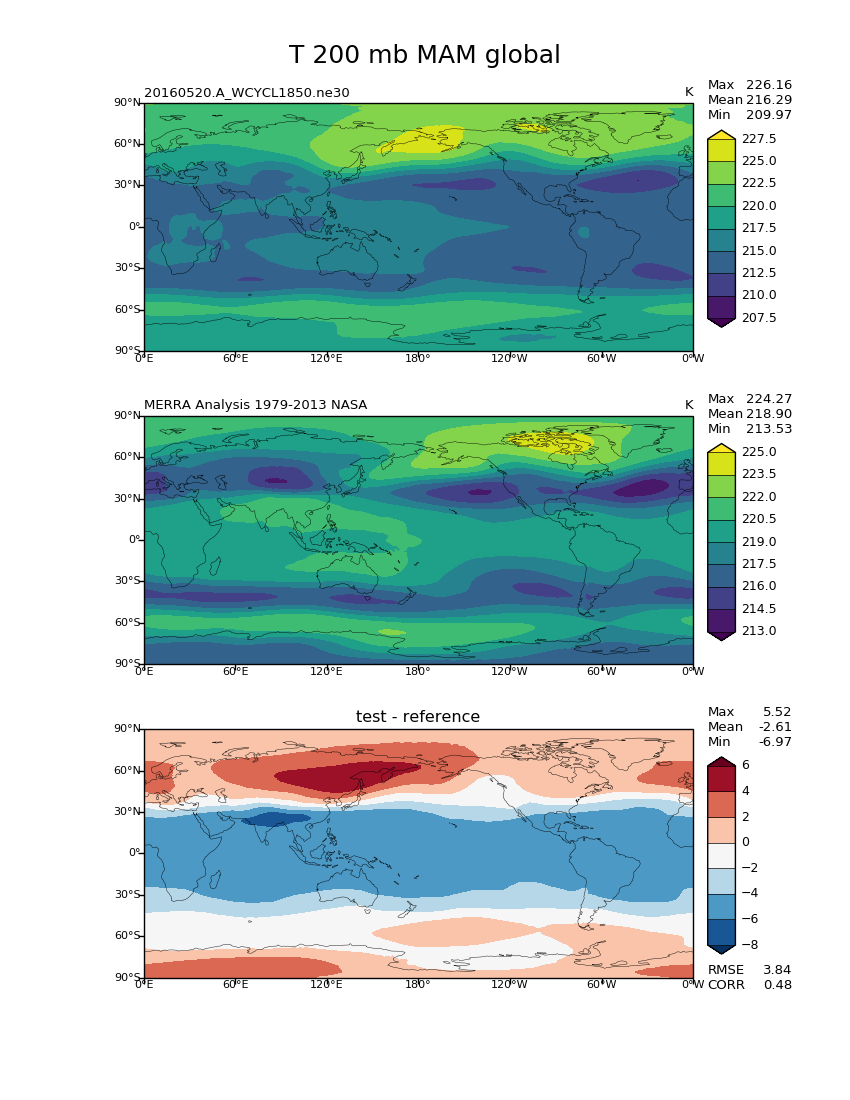 T 200 mb MAM global
20160520.A_WCYCL1850.ne30 K
Max 226.16
Mean 216.29
Min 209.97
90°N
60°N
30°N
0°
30°S
60°S
90°S
0°E 60°E 120°E 180° 120°W 60°W 0°W
227.5
225.0
222.5
220.0
217.5
215.0
212.5
210.0
207.5
MERRA Analysis 1979-2013 NASA K
Max 224.27
Mean 218.90
Min 213.53
90°N
60°N
30°N
0°
30°S
60°S
90°S
0°E 60°E 120°E 180° 120°W 60°W 0°W
225.0
223.5
222.0
220.5
219.0
217.5
216.0
214.5
213.0
test - reference
Max 5.52
Mean -2.61
Min -6.97
90°N
60°N
30°N
0°
30°S
60°S
90°S
0°E 60°E 120°E 180° 120°W 60°W 0°W
6
4
2
0
−2
−4
−6
−8
RMSE 3.84
CORR 0.48